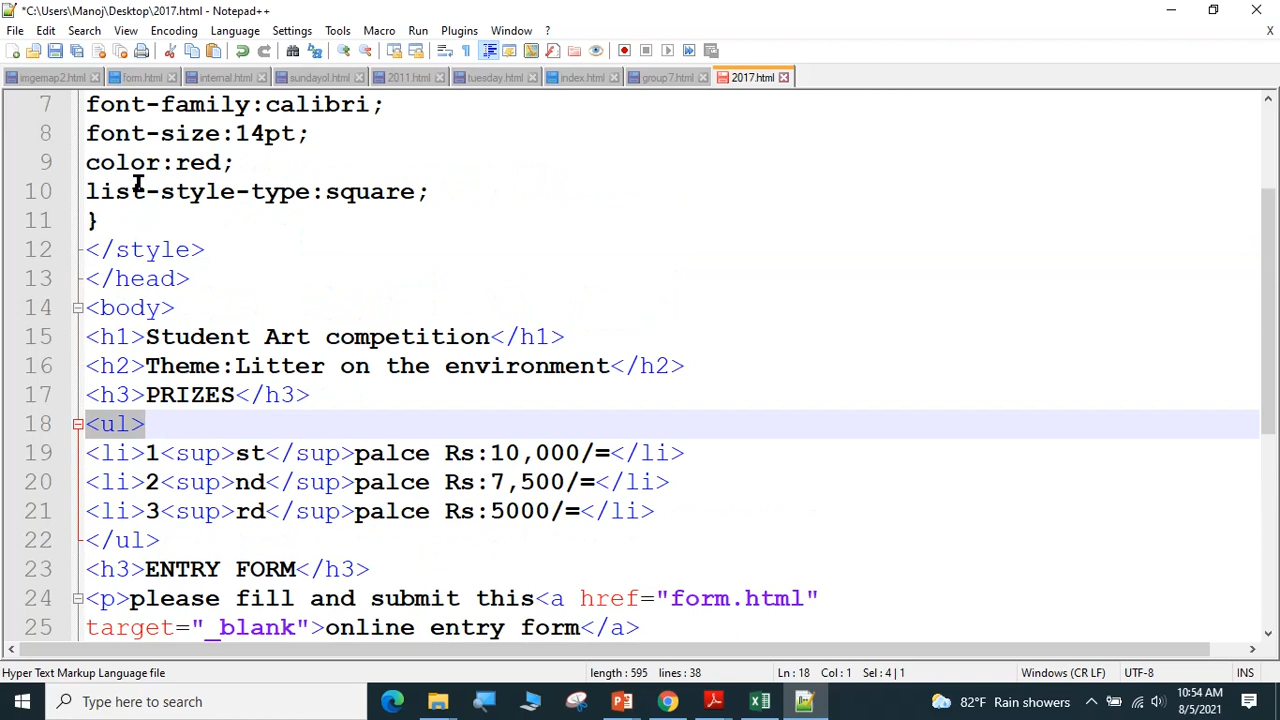 *C:\Users\Manoj\Desktop\2017.html - Notepad++
File Edit Search View Encoding Language Settings Tools Macro Run Plugins Window ? X
imgemap2.html form.html internal.html sundayol.html 2011.html tuesday.html index.html group7.html 2017.html
7 font-family:calibri;
8 font-size:14pt;
9 color:red;
10 list-style-type:square;
11 }
12 </style>
13 </head>
14 <body>
15 <h1>Student Art competition</h1>
16 <h2>Theme:Litter on the environment</h2>
17 <h3>PRIZES</h3>
18 <ul>
19 <li>1<sup>st</sup>palce Rs:10,000/=</li>
20 <li>2<sup>nd</sup>palce Rs:7,500/=</li>
21 <li>3<sup>rd</sup>palce Rs:5000/=</li>
22 </ul>
23 <h3>ENTRY FORM</h3>
24 <p>please fill and submit this<a href="form.html"
25 target="_blank">online entry form</a>
Hyper Text Markup Language file length : 595 lines : 38 Ln : 18 Col : 1 Sel : 4 | 1 Windows (CR LF) UTF-8 INS
Type here to search 82°F Rain showers 10:54 AM
8/5/2021